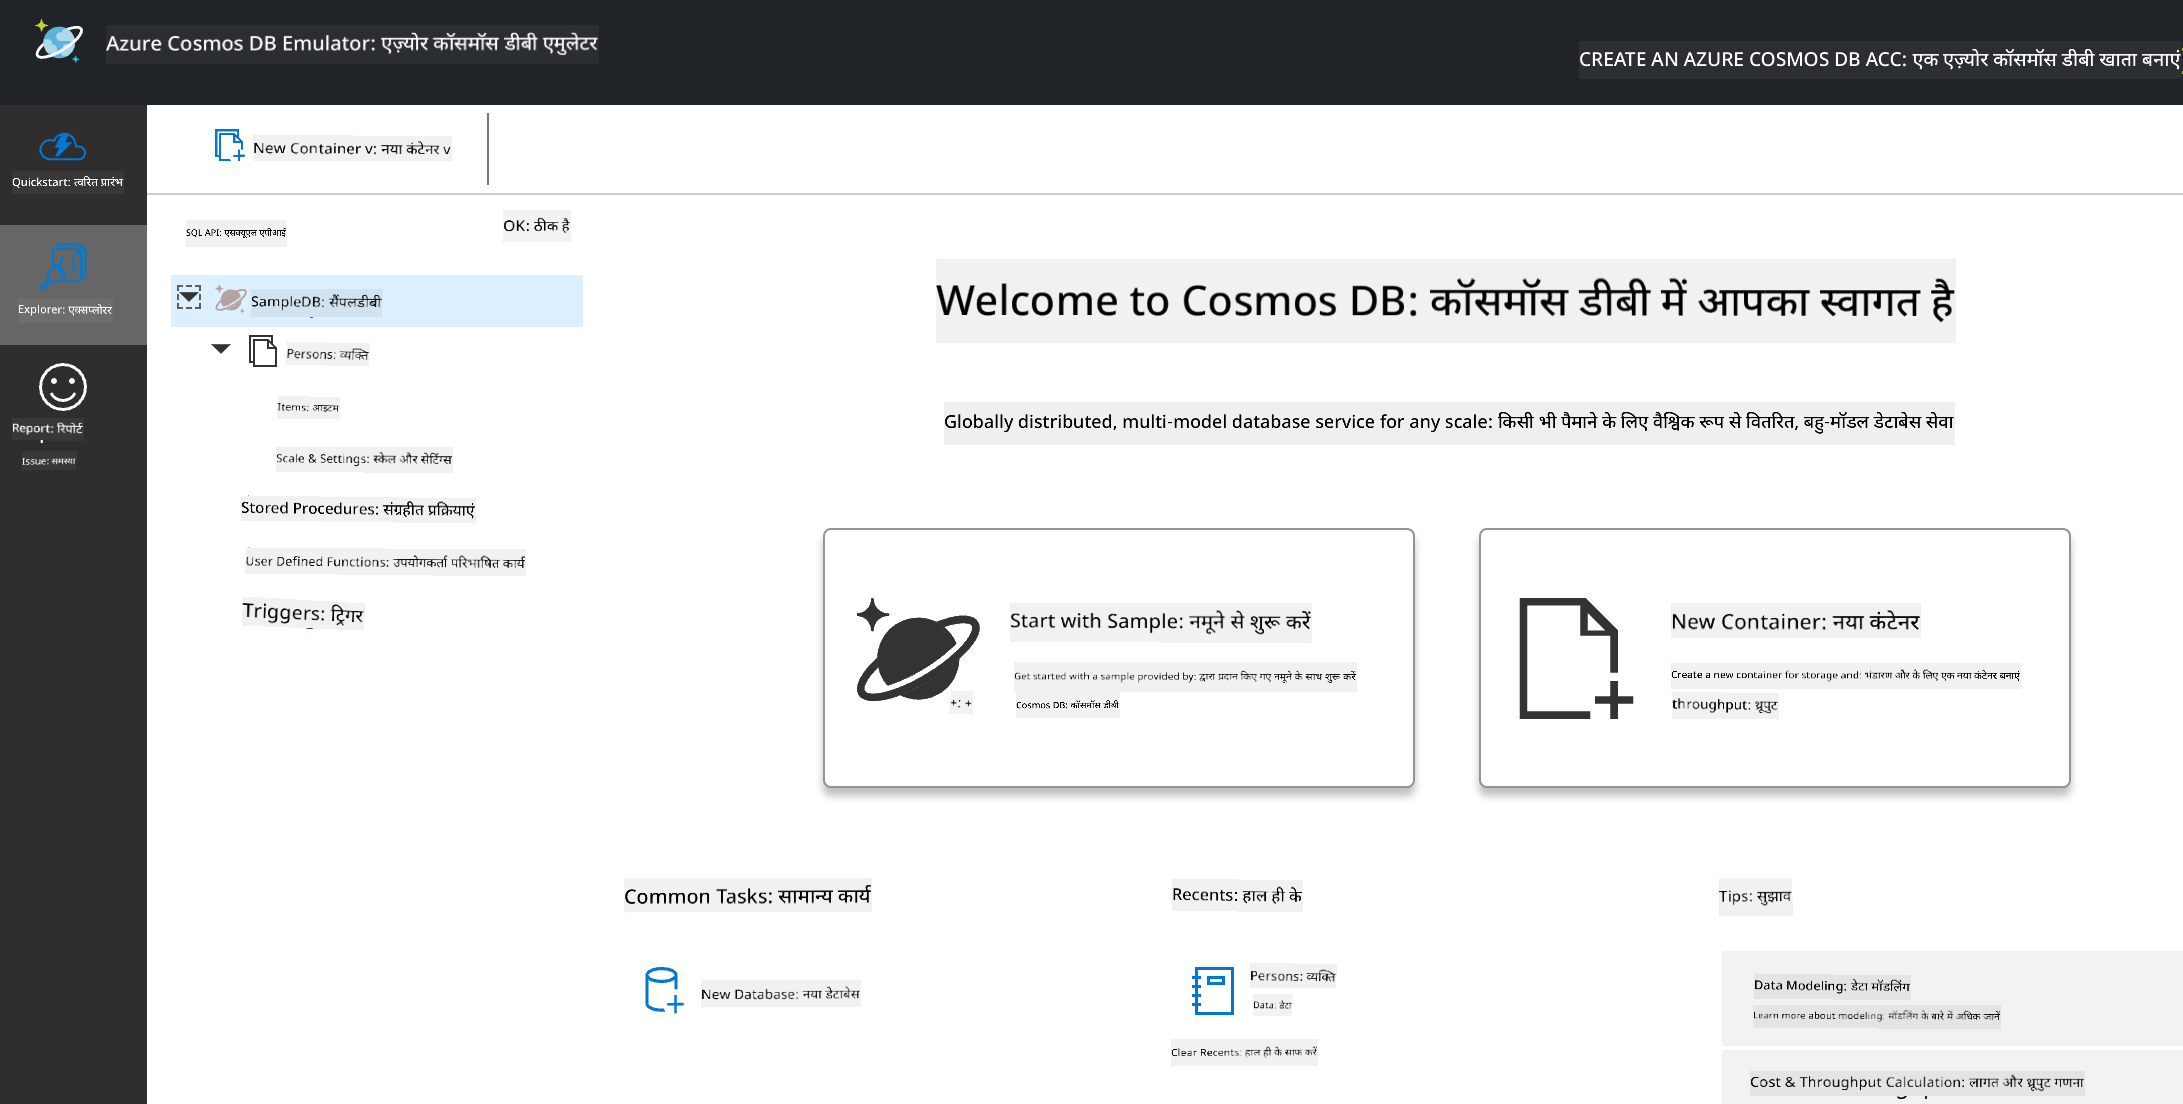 Azure Cosmos DB Emulator: एज़्योर कॉसमॉस डीबी एमुलेटर
CREATE AN AZURE COSMOS DB ACC: एक एज़्योर कॉसमॉस डीबी खाता बनाएं
Quickstart: त्वरित प्रारंभ
Explorer: एक्सप्लोरर
Report: रिपोर्ट
Issue: समस्या
New Container v: नया कंटेनर v
SQL API: एसक्यूएल एपीआई
OK: ठीक है
SampleDB: सैंपलडीबी
Persons: व्यक्ति
Items: आइटम
Scale & Settings: स्केल और सेटिंग्स
Stored Procedures: संग्रहीत प्रक्रियाएं
User Defined Functions: उपयोगकर्ता परिभाषित कार्य
Triggers: ट्रिगर
Welcome to Cosmos DB: कॉसमॉस डीबी में आपका स्वागत है
Globally distributed, multi-model database service for any scale: किसी भी पैमाने के लिए वैश्विक रूप से वितरित, बहु-मॉडल डेटाबेस सेवा
Start with Sample: नमूने से शुरू करें
Get started with a sample provided by: द्वारा प्रदान किए गए नमूने के साथ शुरू करें
Cosmos DB: कॉसमॉस डीबी
+: +
New Container: नया कंटेनर
Create a new container for storage and: भंडारण और के लिए एक नया कंटेनर बनाएं
throughput: थ्रूपुट
Common Tasks: सामान्य कार्य
New Database: नया डेटाबेस
Recents: हाल ही के
Persons: व्यक्ति
Data: डेटा
Clear Recents: हाल ही के साफ करें
Tips: सुझाव
Data Modeling: डेटा मॉडलिंग
Learn more about modeling: मॉडलिंग के बारे में अधिक जानें
Cost & Throughput Calculation: लागत और थ्रूपुट गणना